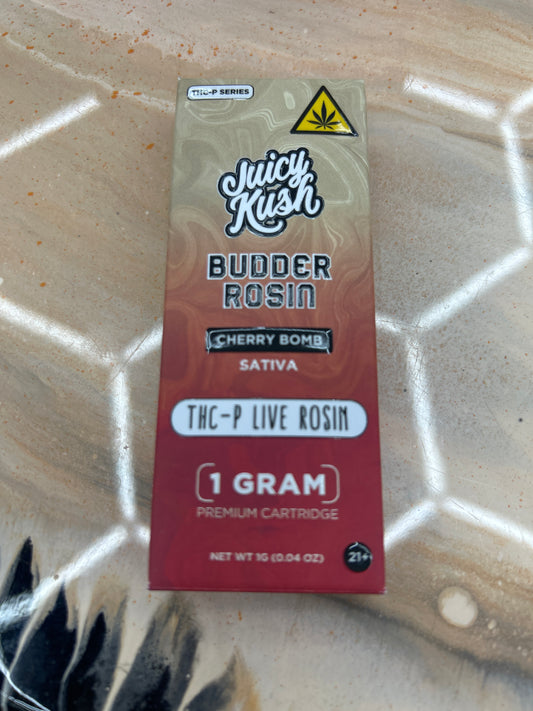 THC-P SERIES
Juicy
Kush
BUDDER
ROSIN
CHERRY BOMB
SATIVA
THC-P LIVE ROSIN
1 GRAM
PREMIUM CARTRIDGE
NET WT 1G (0.04 OZ)
21+